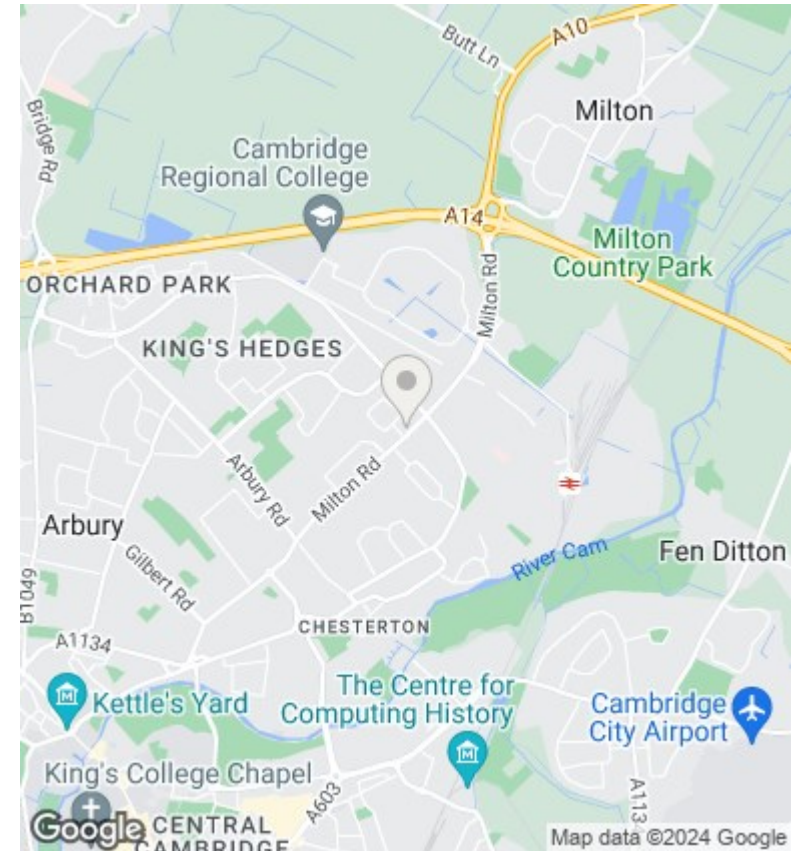 Butt Ln
A10
Milton
Bridge Rd
Cambridge
Regional College
A14
Milton
Country Park
ORCHARD PARK
Milton Rd
KING'S HEDGES
Arbury Rd
Milton Rd
Arbury
Gilbert Rd
River Cam
Fen Ditton
B1049
CHESTERTON
A1134
M
Kettle's Yard
The Centre for
Computing History
M
Cambridge
City Airport
King's College Chapel
A603
A113
Google
CENTRAL
CAMBRIDGE
Map data ©2024 Google